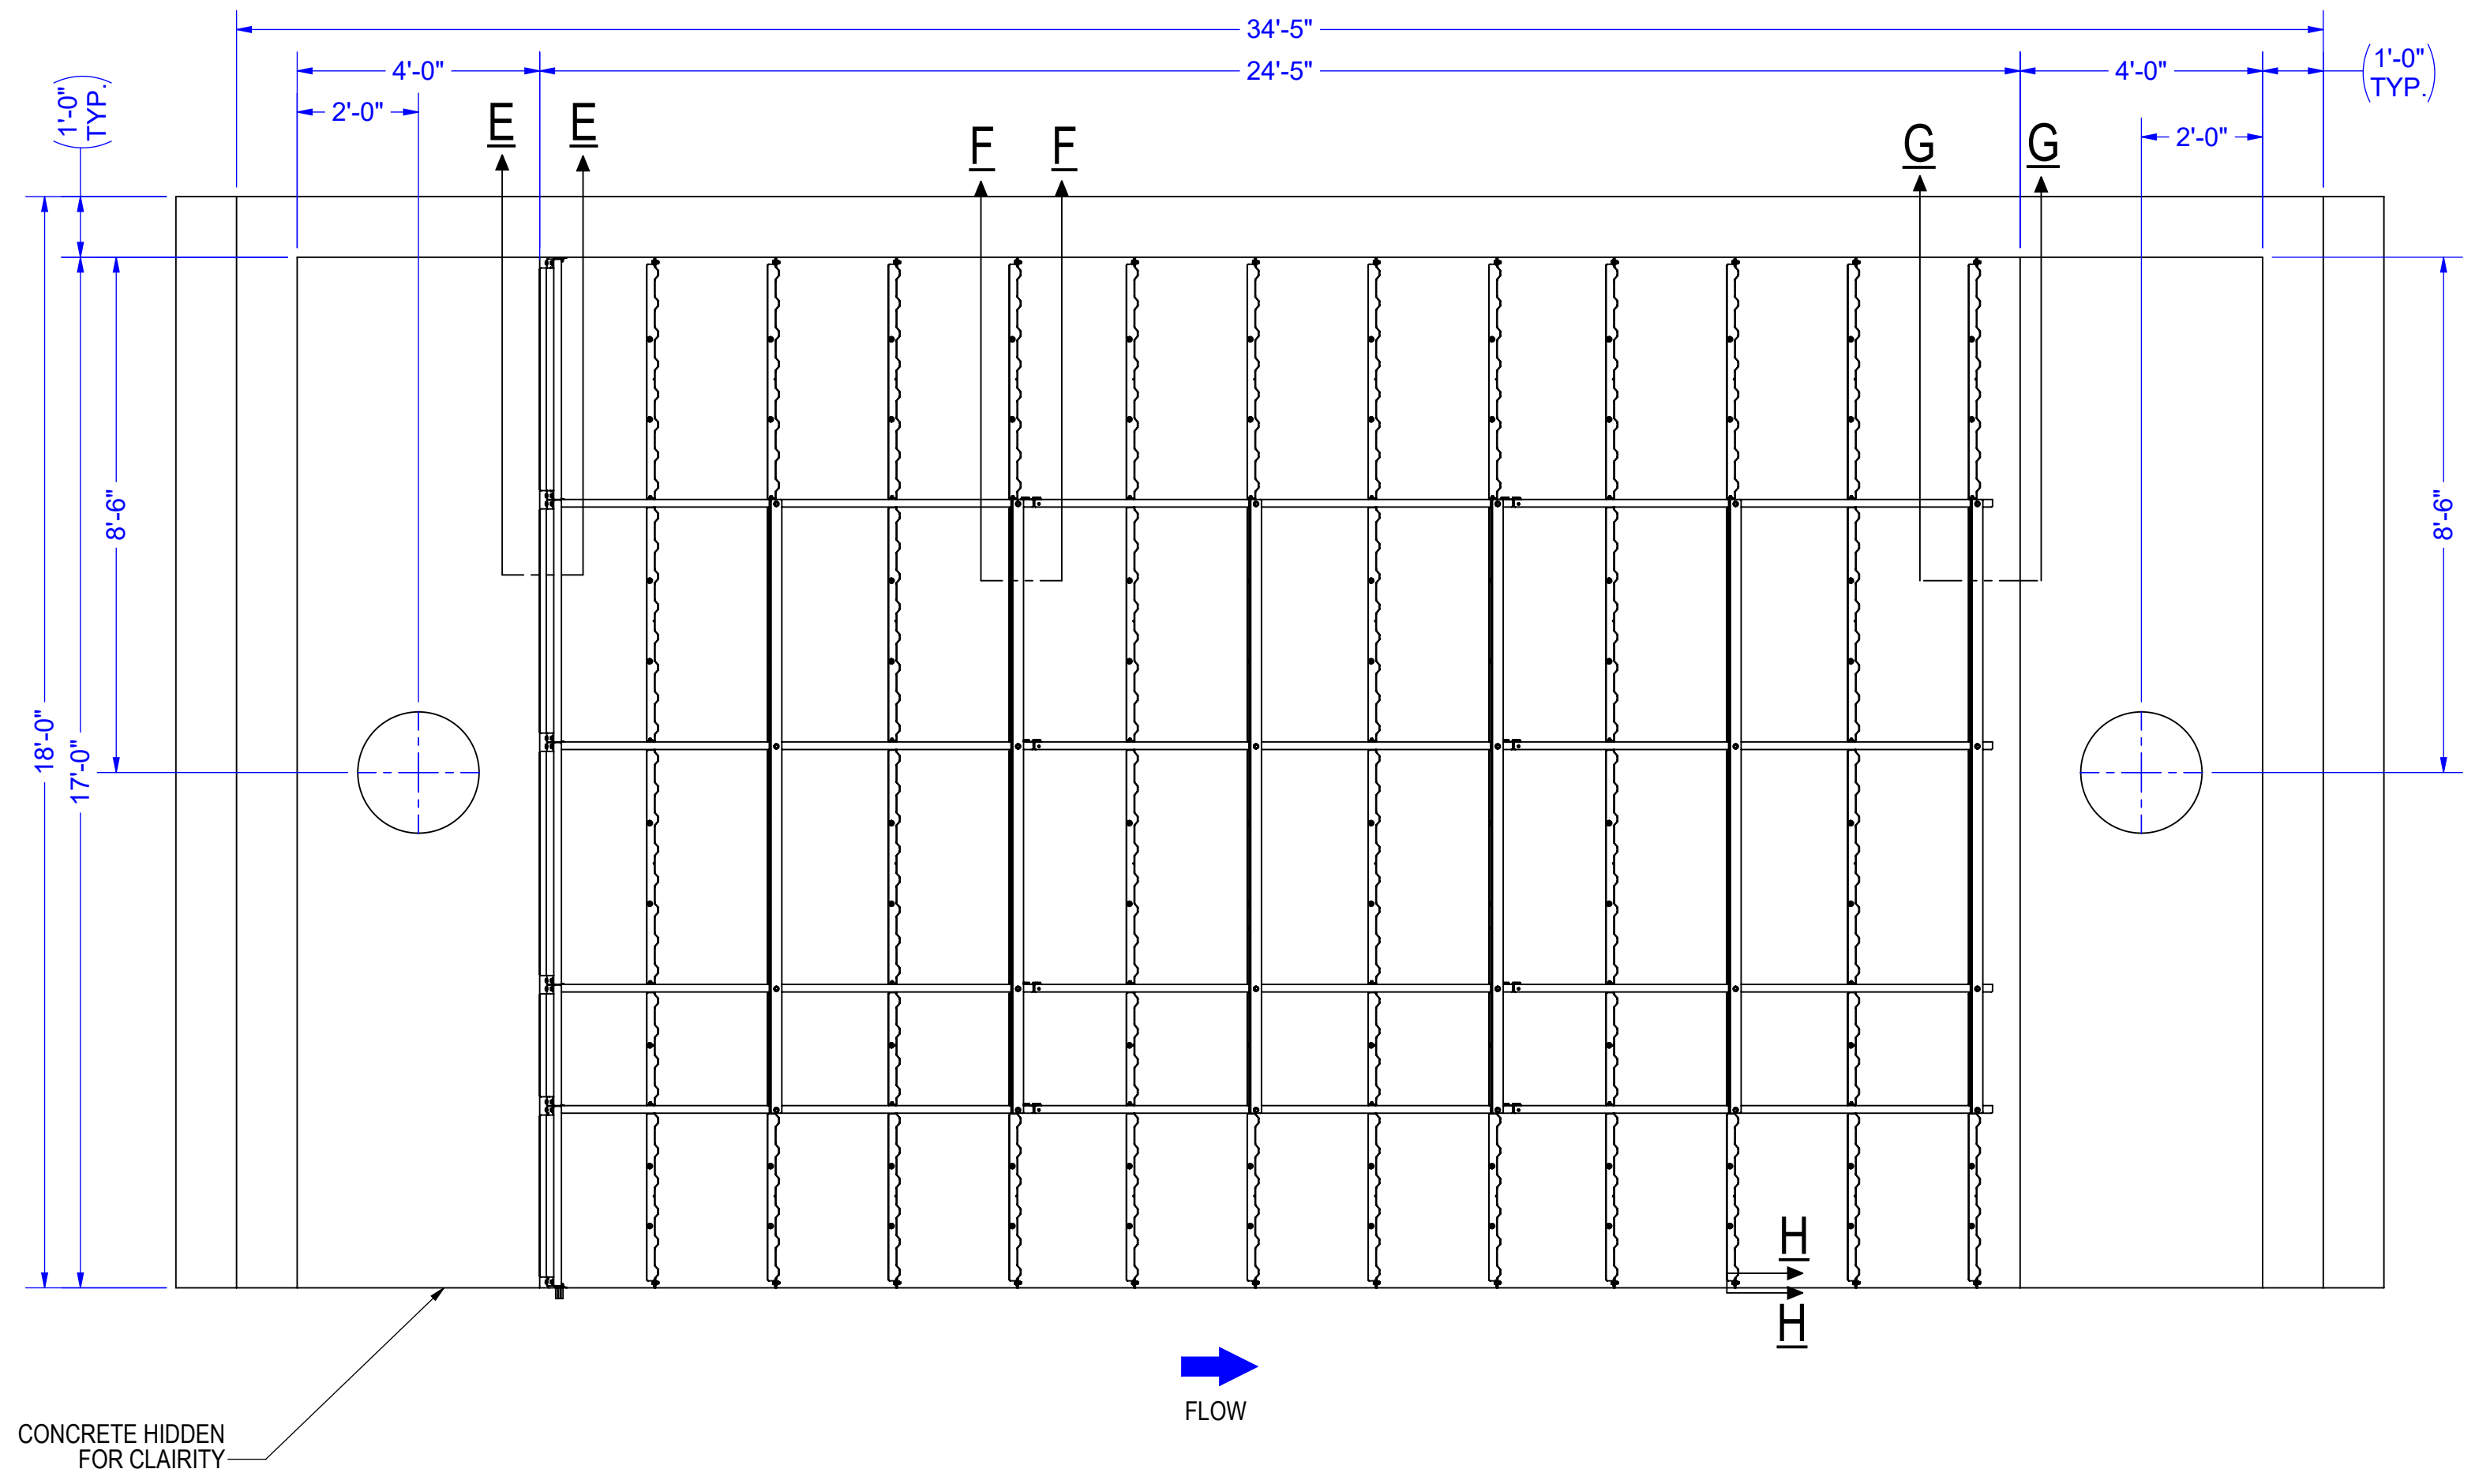 34'-5"
4'-0"
24'-5"
4'-0"
(1'-0"
TYP.)
(1'-0"
TYP.)
2'-0"
2'-0"
E
E
F
F
G
G
8'-6"
8'-6"
18'-0"
17'-0"
H
H
FLOW
CONCRETE HIDDEN
FOR CLAIRITY